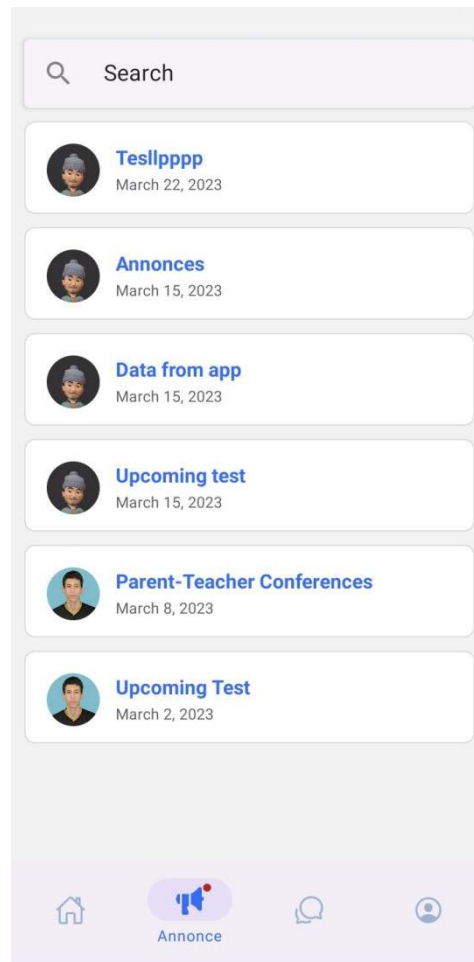 Search
Tesllpppp
March 22, 2023
Annonces
March 15, 2023
Data from app
March 15, 2023
Upcoming test
March 15, 2023
Parent-Teacher Conferences
March 8, 2023
Upcoming Test
March 2, 2023
Annonce